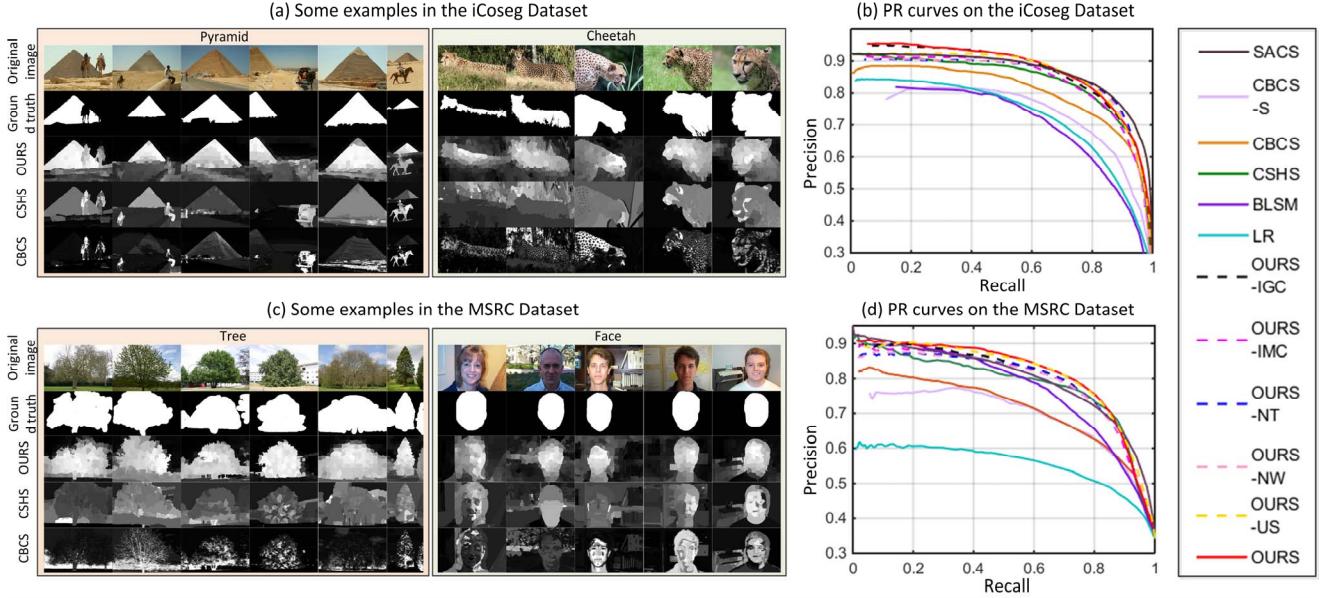 (a) Some examples in the iCoseg Dataset
Pyramid
Cheetah
Original
image
Groun
d truth
OURS
CSHS
CBCS
(b) PR curves on the iCoseg Dataset
Precision
0.9
0.8
0.7
0.6
0.5
0.4
0.3
0
0.2
0.4
0.6
0.8
1
Recall
(c) Some examples in the MSRC Dataset
Tree
Face
Original
image
Groun
d truth
OURS
CSHS
CBCS
(d) PR curves on the MSRC Dataset
Precision
0.9
0.8
0.7
0.6
0.5
0.4
0.3
0
0.2
0.4
0.6
0.8
1
Recall
SACS
CBCS
-S
CBCS
CSHS
BLSM
LR
OURS
-IGC
OURS
-IMC
OURS
-NT
OURS
-NW
OURS
-US
OURS